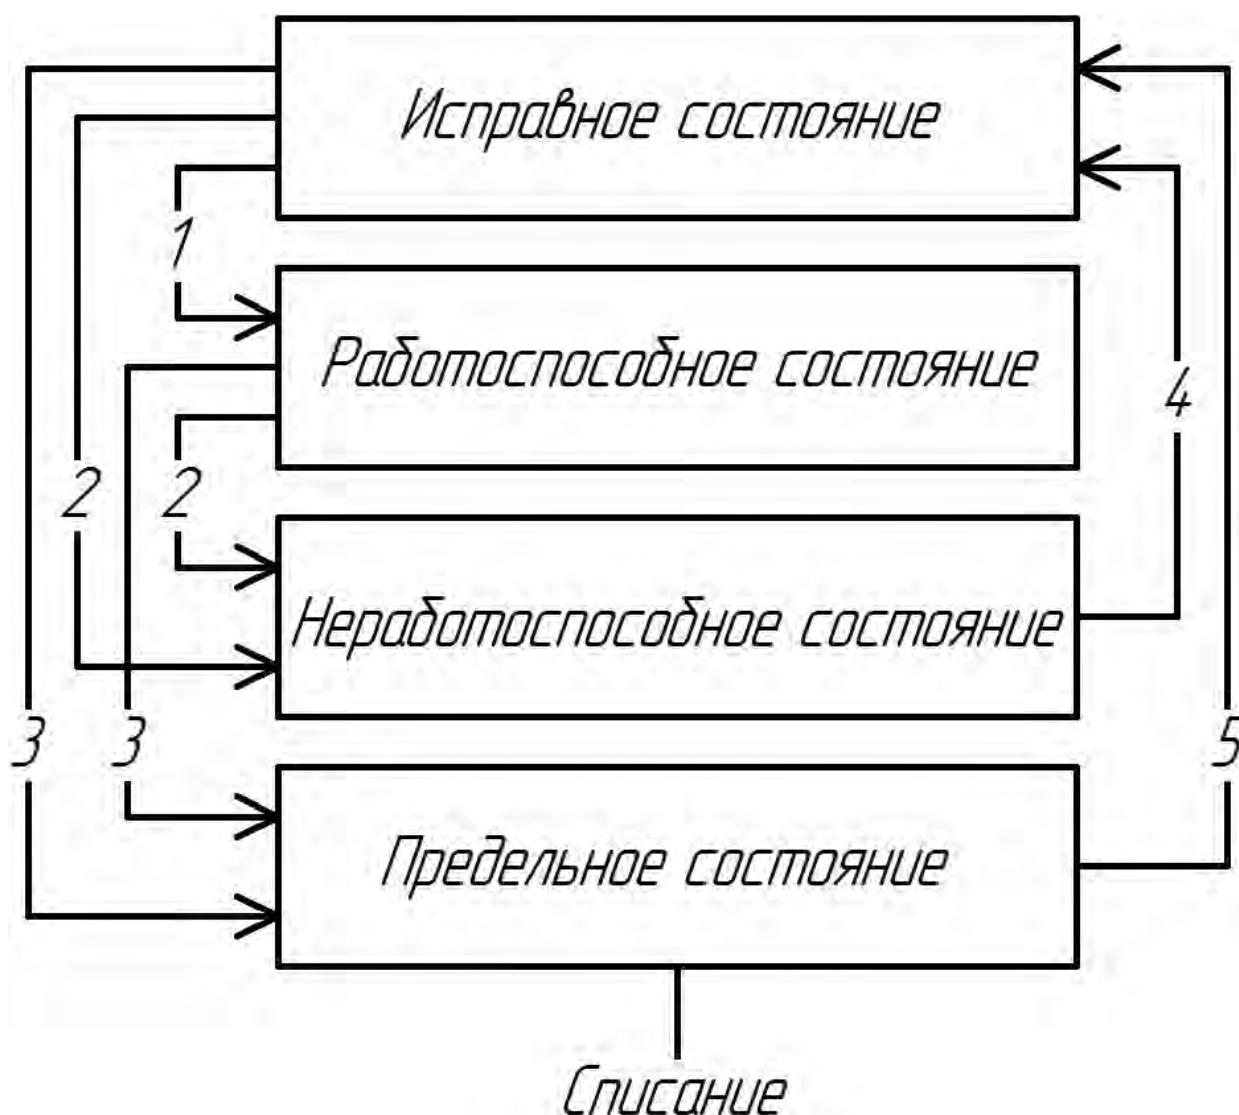 Исправное состояние
1
Работоспособное состояние
4
2
2
Неработоспособное состояние
3
3
5
Предельное состояние
Списание